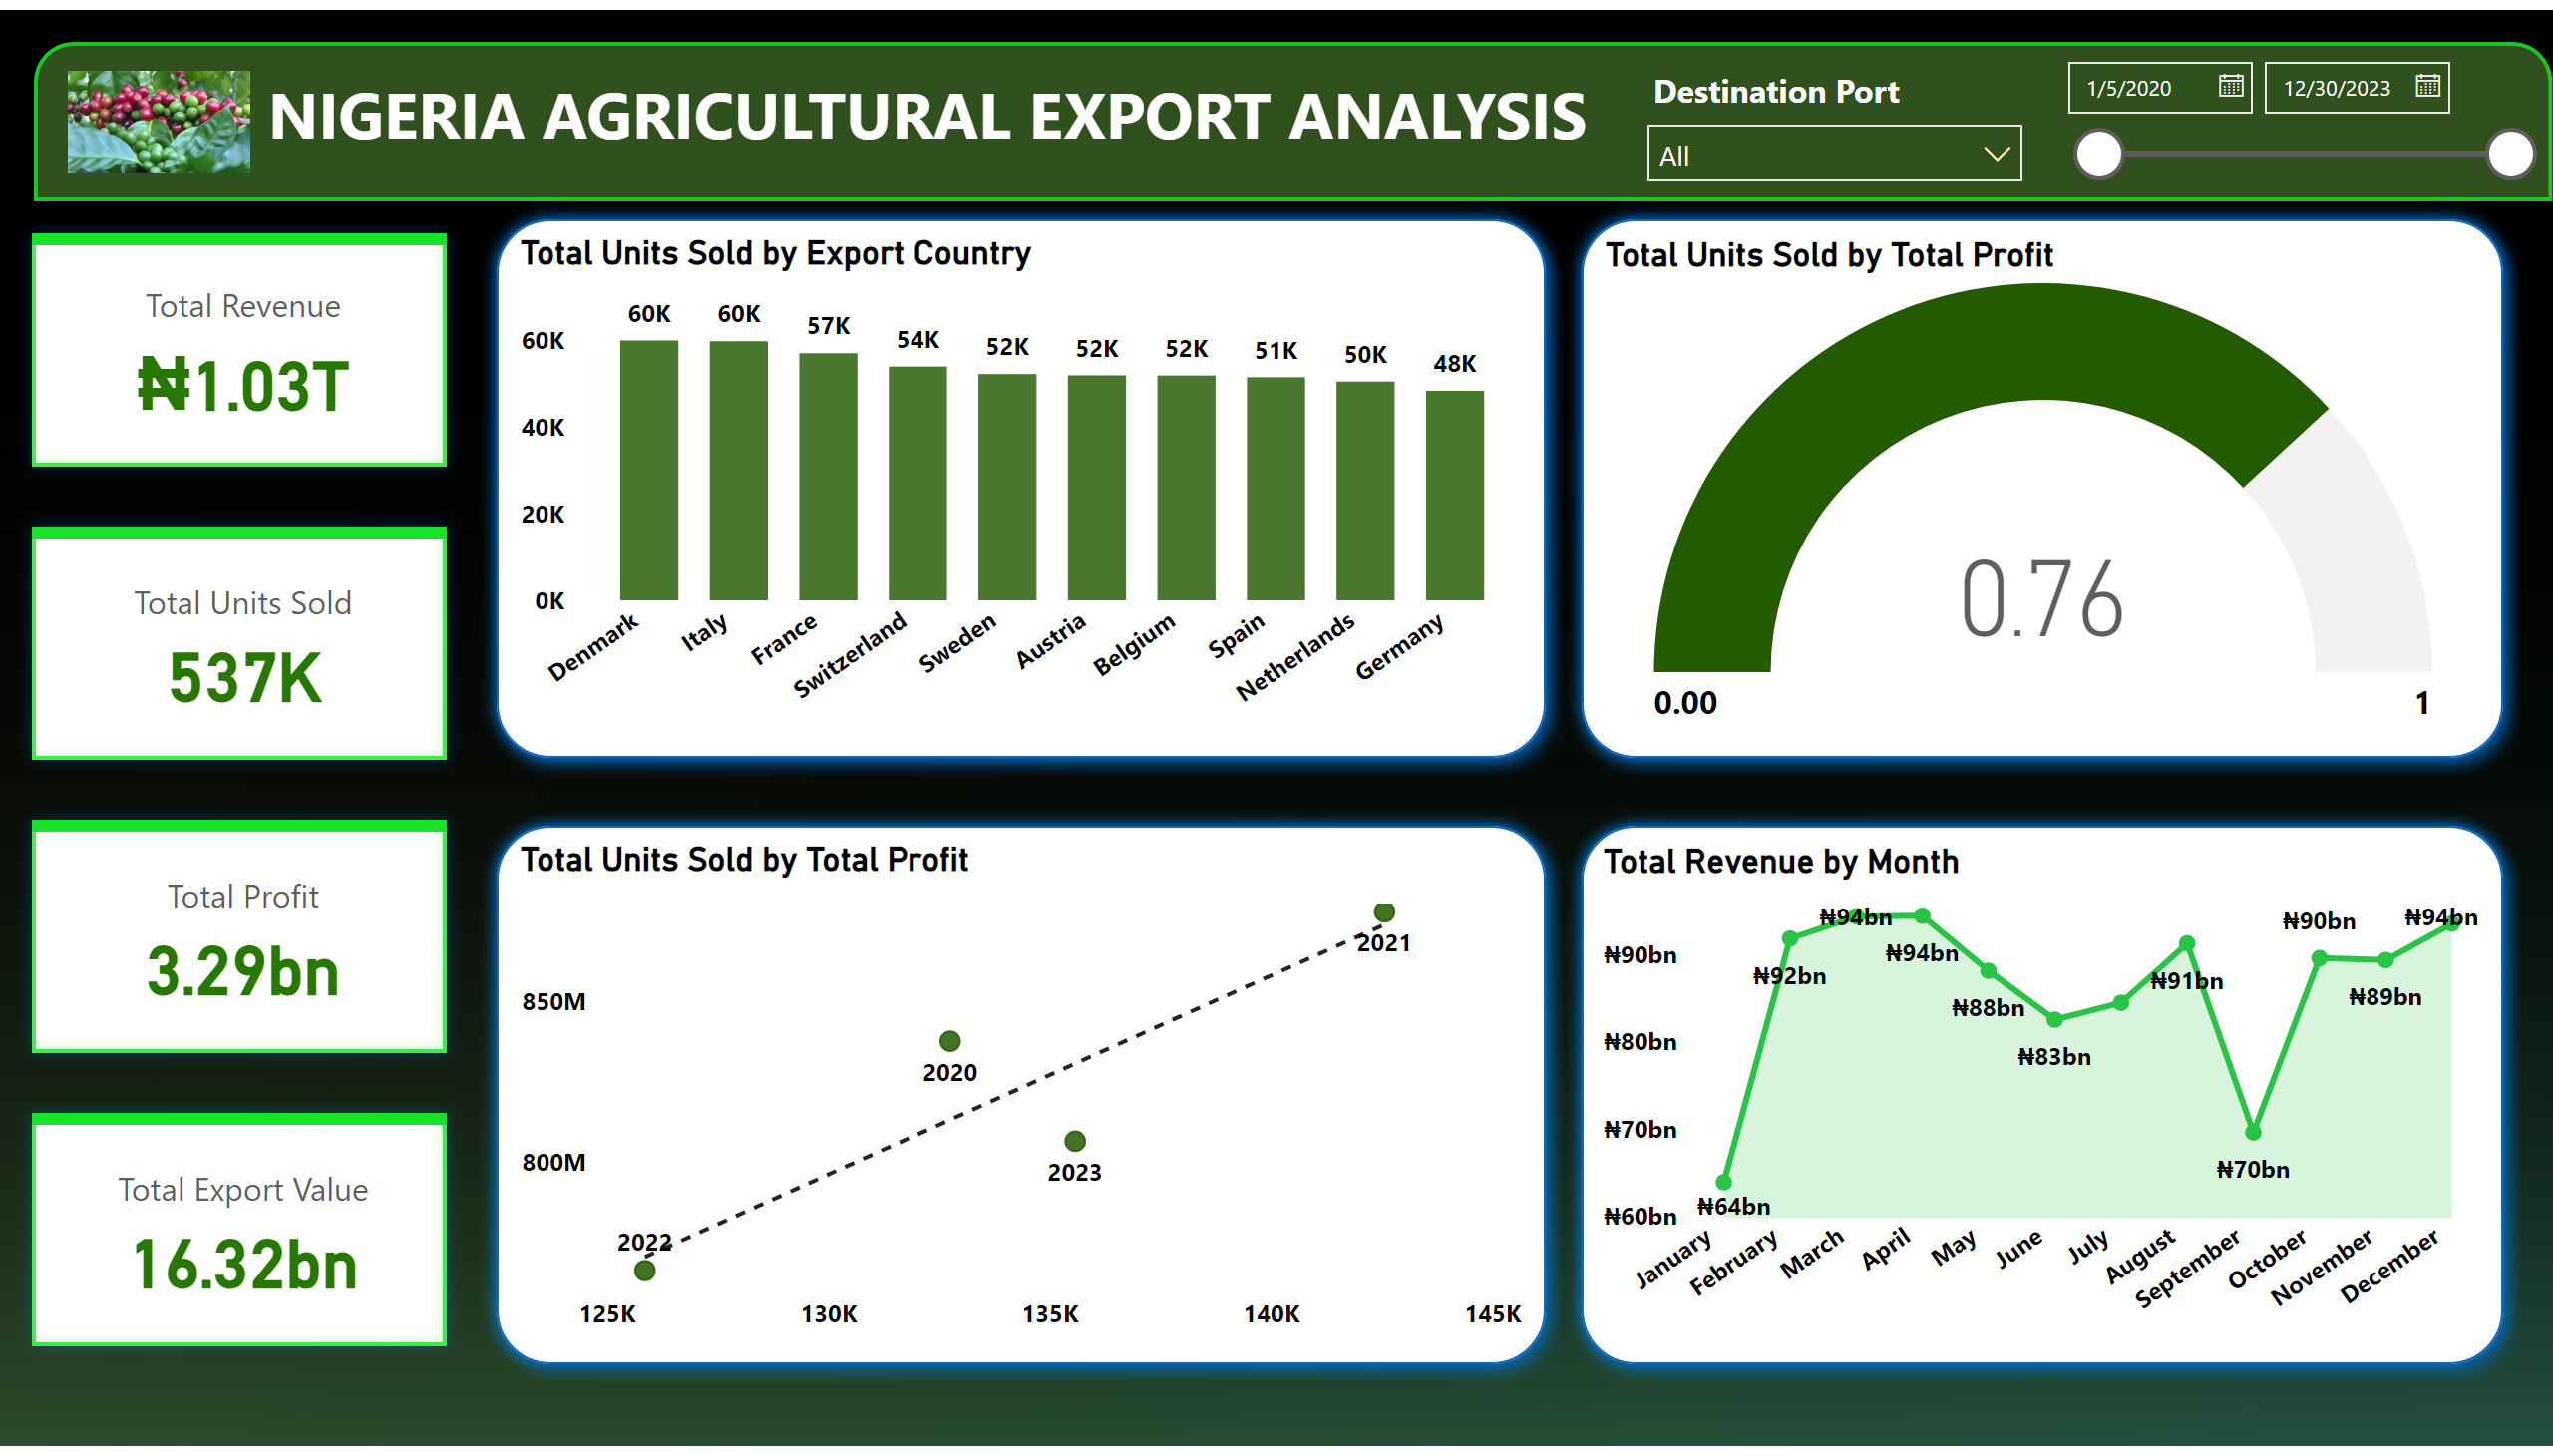 NIGERIA AGRICULTURAL EXPORT ANALYSIS
Destination Port
All
1/5/2020
12/30/2023
Total Revenue
₦1.03T
Total Units Sold
537K
Total Profit
3.29bn
Total Export Value
16.32bn
Total Units Sold by Export Country
60K 60K 57K 54K 52K 52K 52K 51K 50K 48K
60K
40K
20K
0K
Denmark Italy France Switzerland Sweden Austria Belgium Spain Netherlands Germany
Total Units Sold by Total Profit
0.76
0.00 1
Total Units Sold by Total Profit
2021
850M
2020
800M
2023
2022
125K 130K 135K 140K 145K
Total Revenue by Month
₦94bn ₦90bn ₦94bn
₦90bn ₦94bn
₦92bn ₦91bn
₦88bn ₦89bn
₦80bn
₦83bn
₦70bn
₦70bn
₦64bn
₦60bn
January February March April May June July August September October November December